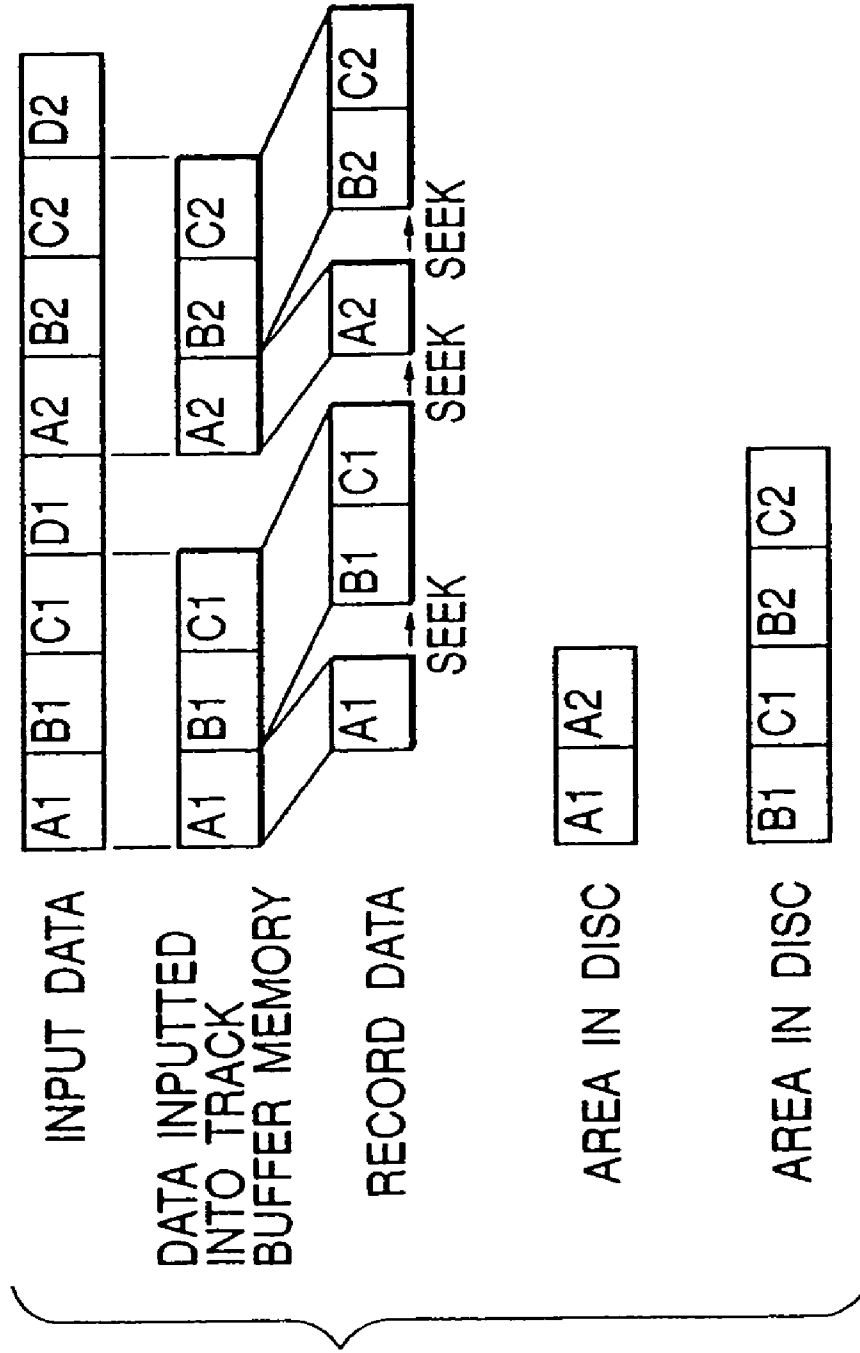 INPUT DATA A1 B1 C1 D1 A2 B2 C2 D2
DATA INPUTTED
INTO TRACK
BUFFER MEMORY A1 B1 C1 A2 B2 C2
RECORD DATA A1 B1 C1 A2 B2 C2
SEEK SEEK SEEK
AREA IN DISC A1 A2
AREA IN DISC B1 C1 B2 C2